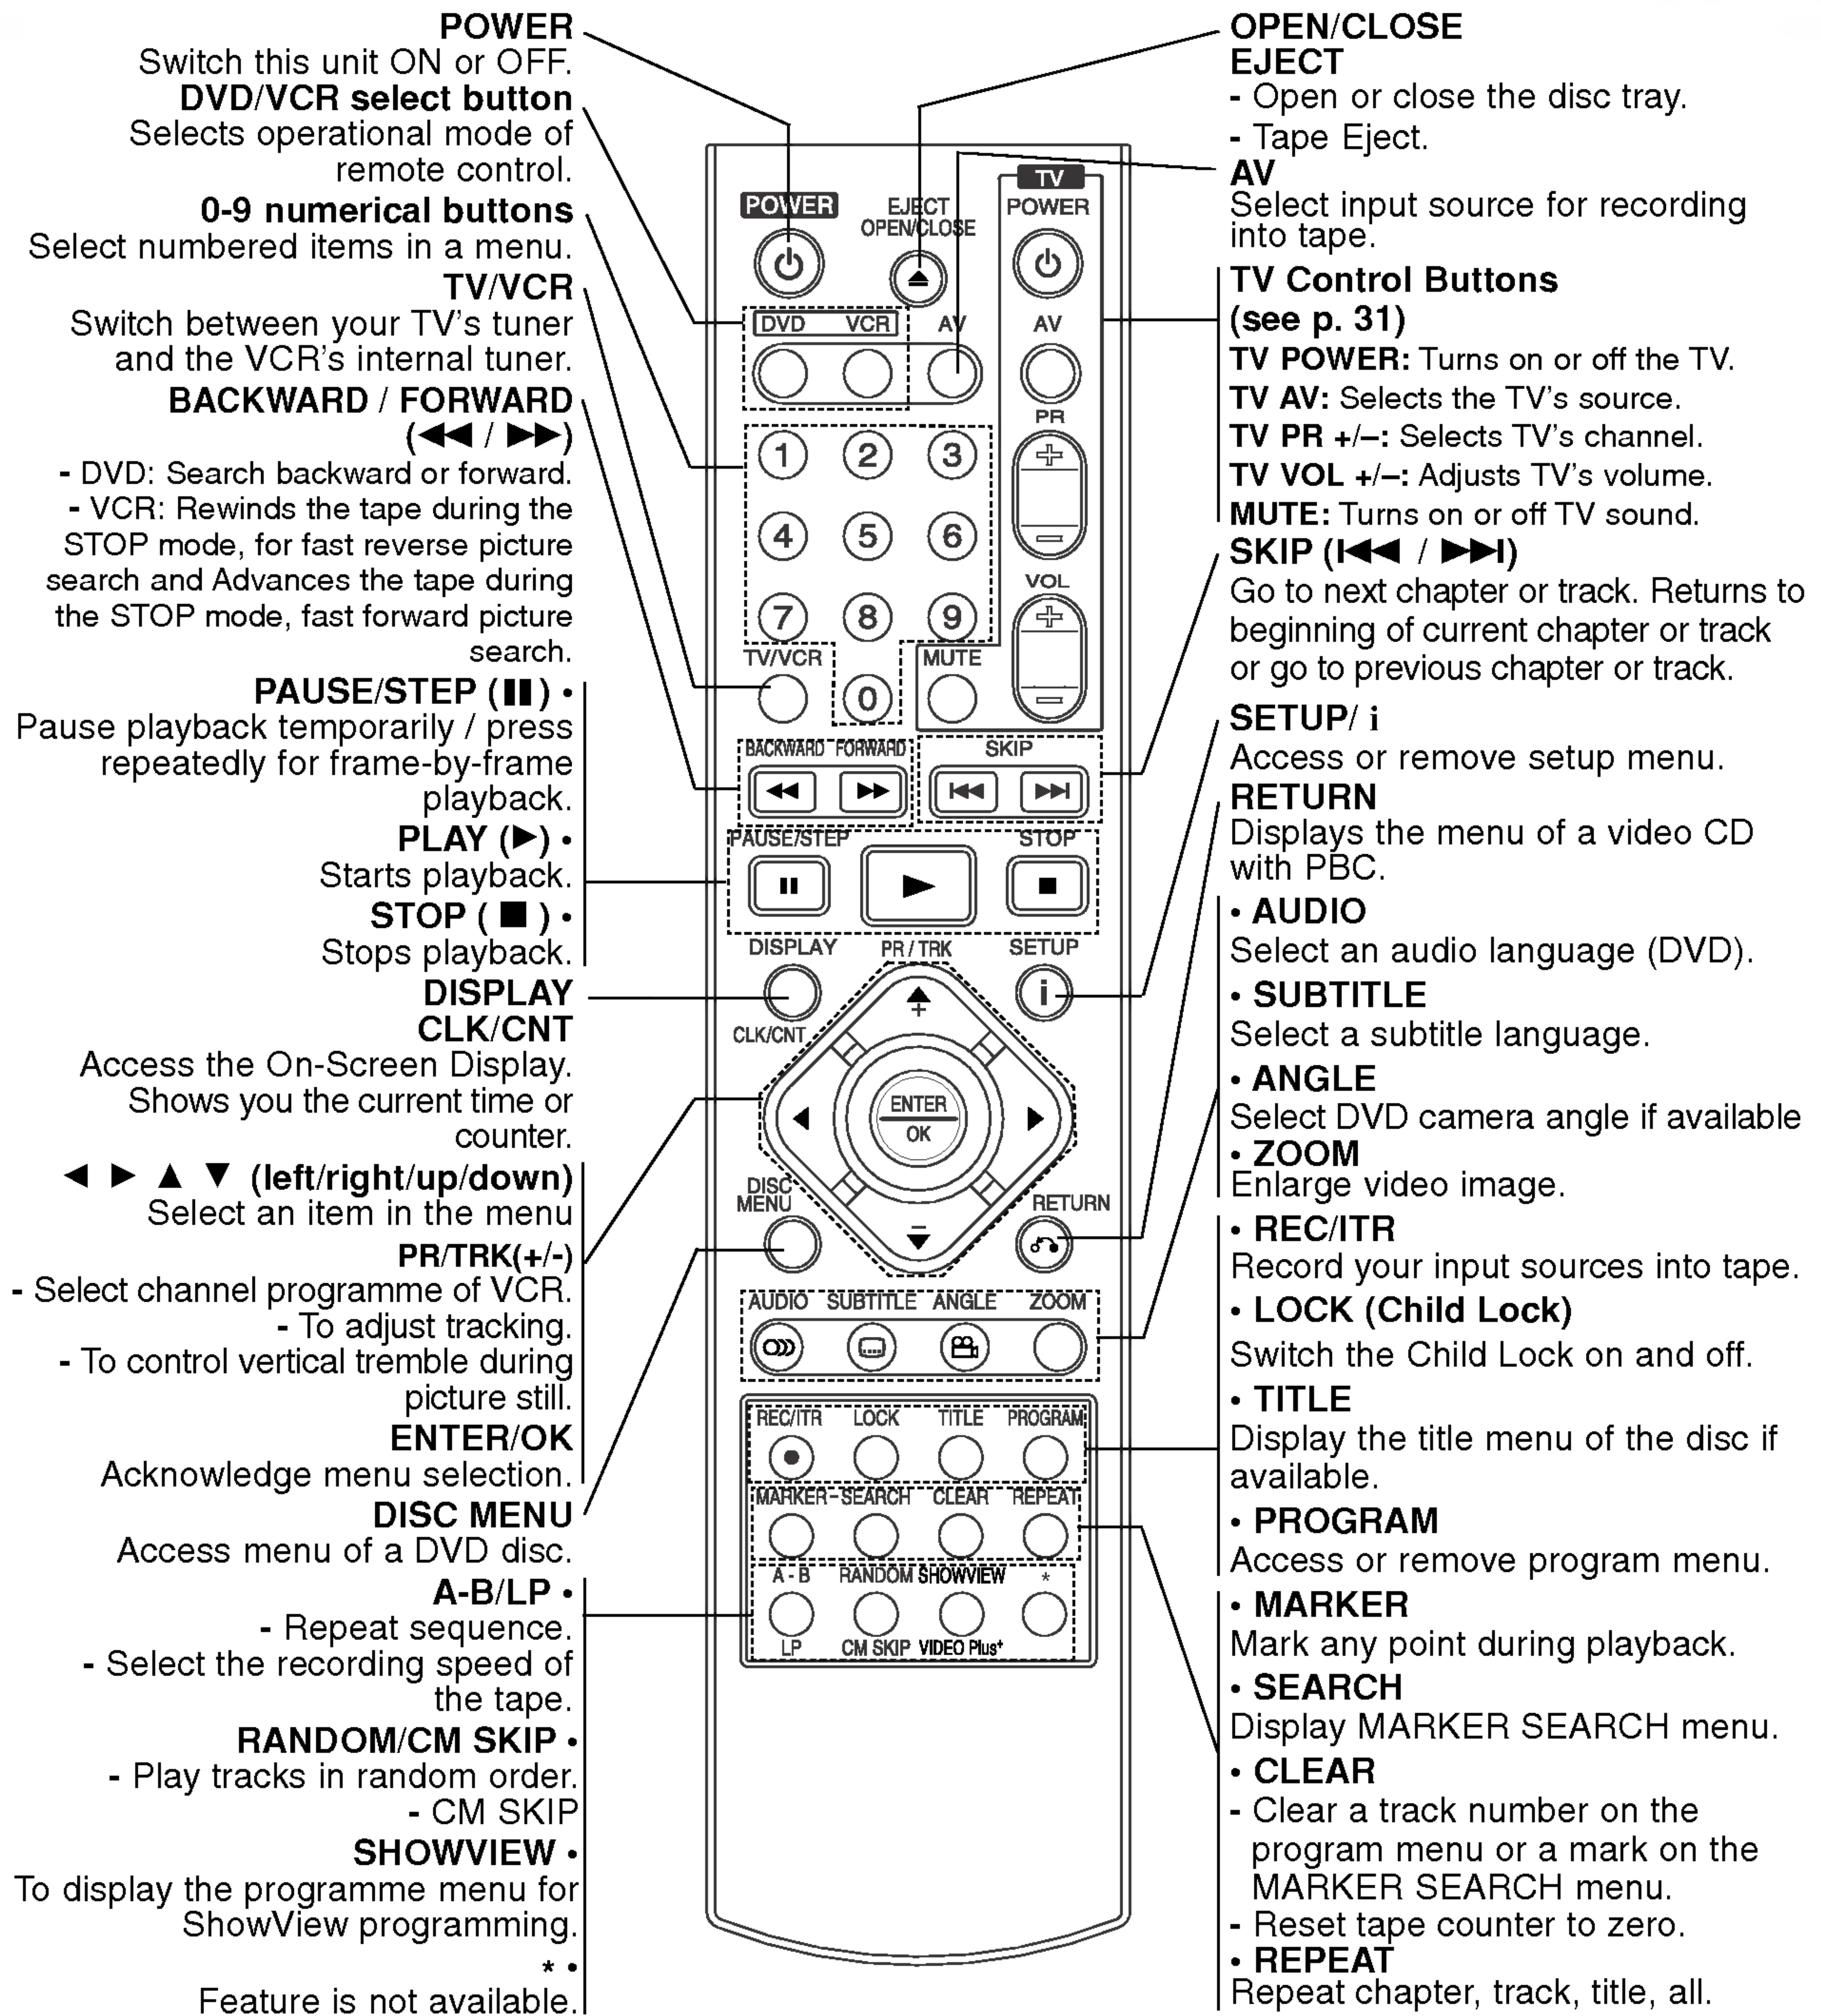 POWER
Switch this unit ON or OFF.
DVD/VCR select button
Selects operational mode of
remote control.
0-9 numerical buttons
Select numbered items in a menu.
TV/VCR
Switch between your TV's tuner
and the VCR's internal tuner.
BACKWARD / FORWARD
(◀◀ / ▶▶)
- DVD: Search backward or forward.
- VCR: Rewinds the tape during the
STOP mode, for fast reverse picture
search and Advances the tape during
the STOP mode, fast forward picture
search.
PAUSE/STEP (❚❚) •
Pause playback temporarily / press
repeatedly for frame-by-frame
playback.
PLAY (▶) •
Starts playback.
STOP ( ■ ) •
Stops playback.
DISPLAY
CLK/CNT
Access the On-Screen Display.
Shows you the current time or
counter.
◀ ▶ ▲ ▼ (left/right/up/down)
Select an item in the menu
PR/TRK(+/-)
- Select channel programme of VCR.
- To adjust tracking.
- To control vertical tremble during
picture still.
ENTER/OK
Acknowledge menu selection.
DISC MENU
Access menu of a DVD disc.
A-B/LP •
- Repeat sequence.
- Select the recording speed of
the tape.
RANDOM/CM SKIP •
- Play tracks in random order.
- CM SKIP
SHOWVIEW •
To display the programme menu for
ShowView programming.
* •
Feature is not available.
POWER
EJECT
OPEN/CLOSE
TV
POWER
DVD VCR AV
AV
PR
1 2 3
4 5 6
VOL
7 8 9
TV/VCR
0
MUTE
BACKWARD FORWARD
SKIP
PAUSE/STEP
STOP
DISPLAY
PR / TRK
SETUP
i
CLK/CNT
+
ENTER
OK
DISC
MENU
–
RETURN
AUDIO SUBTITLE ANGLE ZOOM
REC/ITR LOCK TITLE PROGRAM
MARKER-SEARCH CLEAR REPEAT
A - B RANDOM SHOWVIEW *
LP CM SKIP VIDEO Plus+
OPEN/CLOSE
EJECT
- Open or close the disc tray.
- Tape Eject.
AV
Select input source for recording
into tape.
TV Control Buttons
(see p. 31)
TV POWER: Turns on or off the TV.
TV AV: Selects the TV's source.
TV PR +/–: Selects TV's channel.
TV VOL +/–: Adjusts TV's volume.
MUTE: Turns on or off TV sound.
SKIP (I◀◀ / ▶▶I)
Go to next chapter or track. Returns to
beginning of current chapter or track
or go to previous chapter or track.
SETUP/ i
Access or remove setup menu.
RETURN
Displays the menu of a video CD
with PBC.
• AUDIO
Select an audio language (DVD).
• SUBTITLE
Select a subtitle language.
• ANGLE
Select DVD camera angle if available
• ZOOM
Enlarge video image.
• REC/ITR
Record your input sources into tape.
• LOCK (Child Lock)
Switch the Child Lock on and off.
• TITLE
Display the title menu of the disc if
available.
• PROGRAM
Access or remove program menu.
• MARKER
Mark any point during playback.
• SEARCH
Display MARKER SEARCH menu.
• CLEAR
- Clear a track number on the
program menu or a mark on the
MARKER SEARCH menu.
- Reset tape counter to zero.
• REPEAT
Repeat chapter, track, title, all.